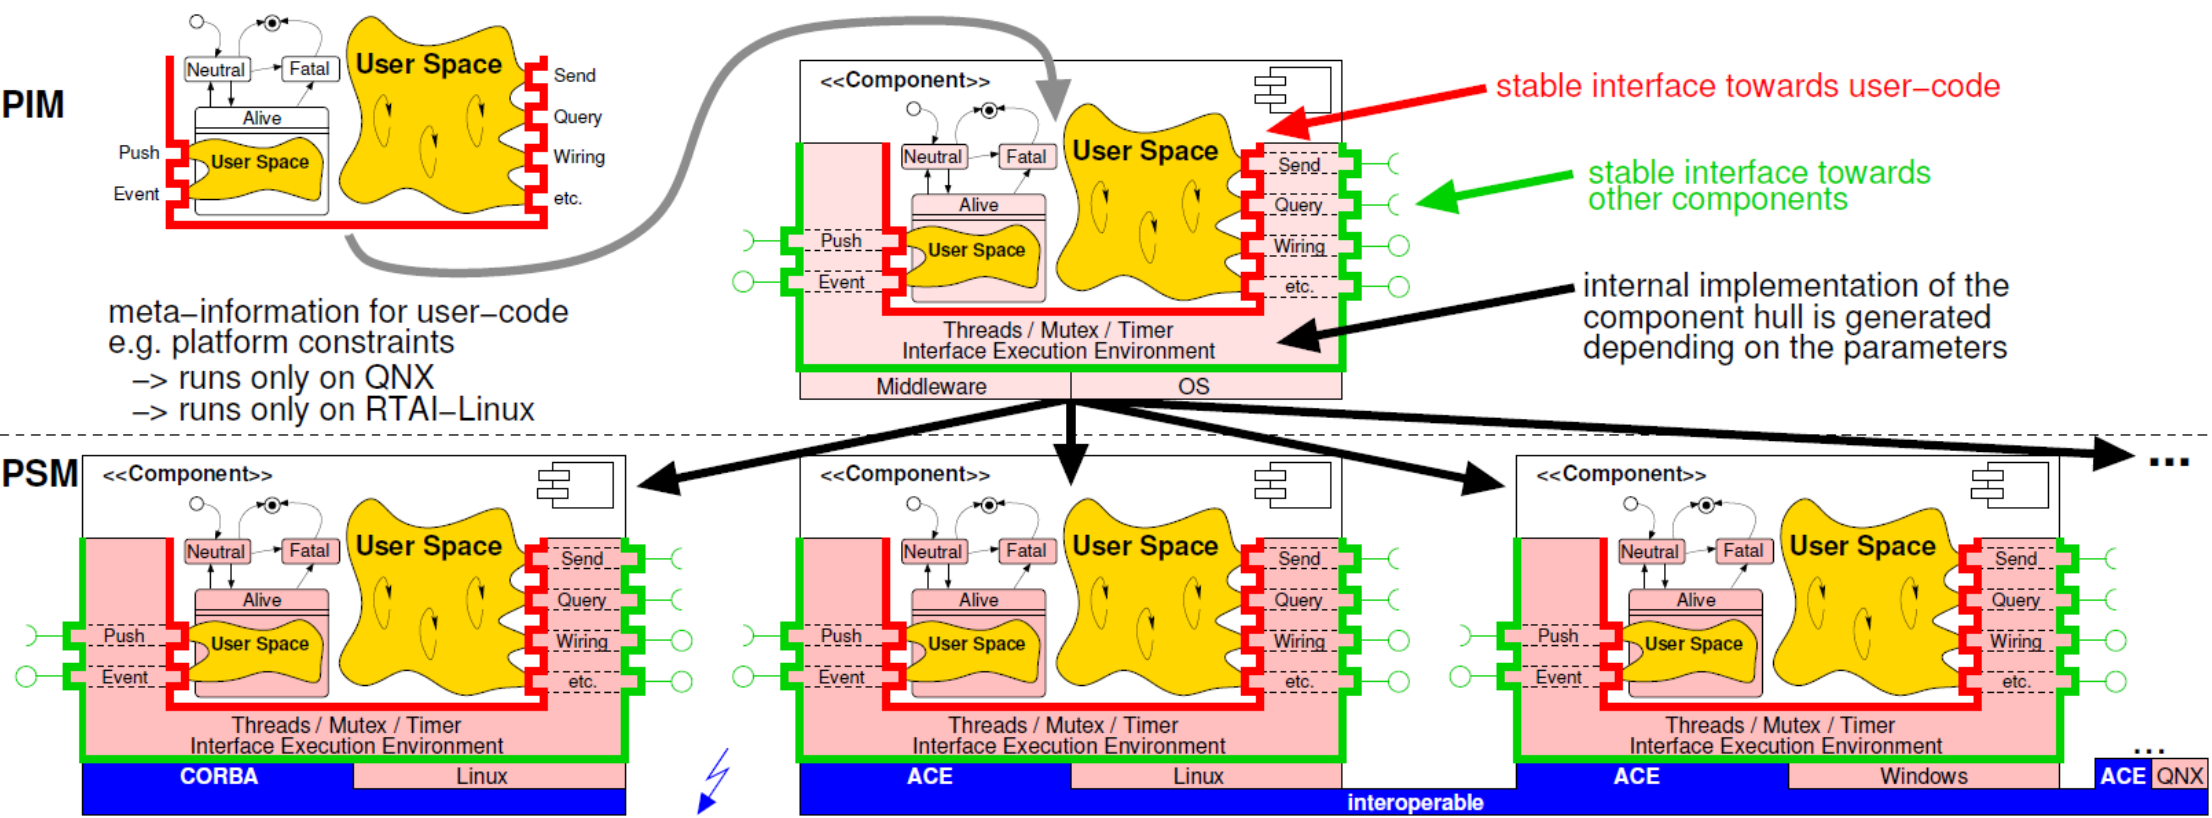 PIM
Neutral
Fatal
Alive
User Space
User Space
Push
Event
Send
Query
Wiring
etc.
meta-information for user-code
e.g. platform constraints
-> runs only on QNX
-> runs only on RTAI-Linux
<<Component>>
Neutral
Fatal
Alive
User Space
User Space
Push
Event
Send
Query
Wiring
etc.
Threads / Mutex / Timer
Interface Execution Environment
Middleware
OS
stable interface towards user-code
stable interface towards
other components
internal implementation of the
component hull is generated
depending on the parameters
PSM
<<Component>>
Neutral
Fatal
Alive
User Space
User Space
Push
Event
Send
Query
Wiring
etc.
Threads / Mutex / Timer
Interface Execution Environment
CORBA
Linux
<<Component>>
Neutral
Fatal
Alive
User Space
User Space
Push
Event
Send
Query
Wiring
etc.
Threads / Mutex / Timer
Interface Execution Environment
ACE
Linux
<<Component>>
Neutral
Fatal
Alive
User Space
User Space
Push
Event
Send
Query
Wiring
etc.
Threads / Mutex / Timer
Interface Execution Environment
ACE
Windows
...
...
ACE
QNX
interoperable